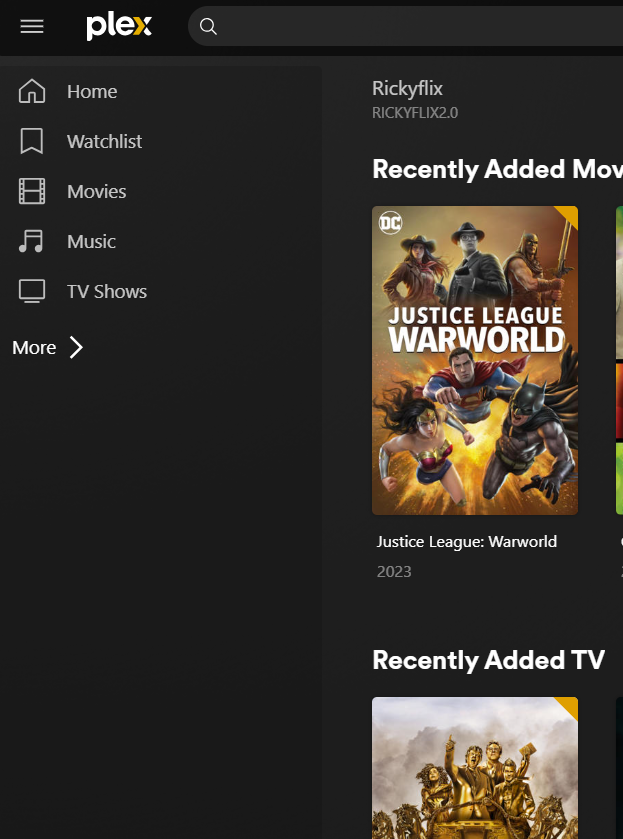 plex
Home
Watchlist
Movies
Music
TV Shows
More
Rickyflix
RICKYFLIX2.0
Recently Added Mov
DC
JUSTICE LEAGUE
WARWORLD
Justice League: Warworld
2023
Recently Added TV